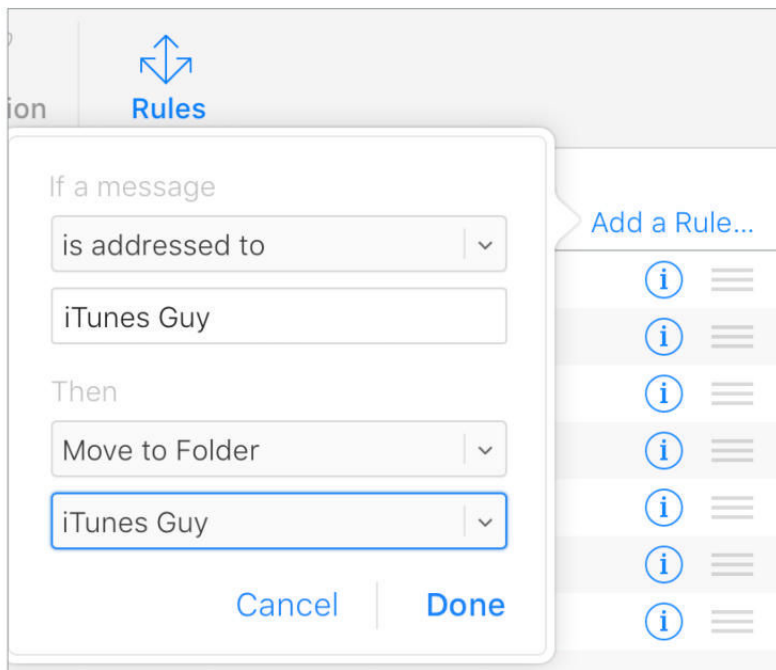 ion
Rules
If a message
is addressed to
Add a Rule...
iTunes Guy
Then
Move to Folder
iTunes Guy
Cancel
Done